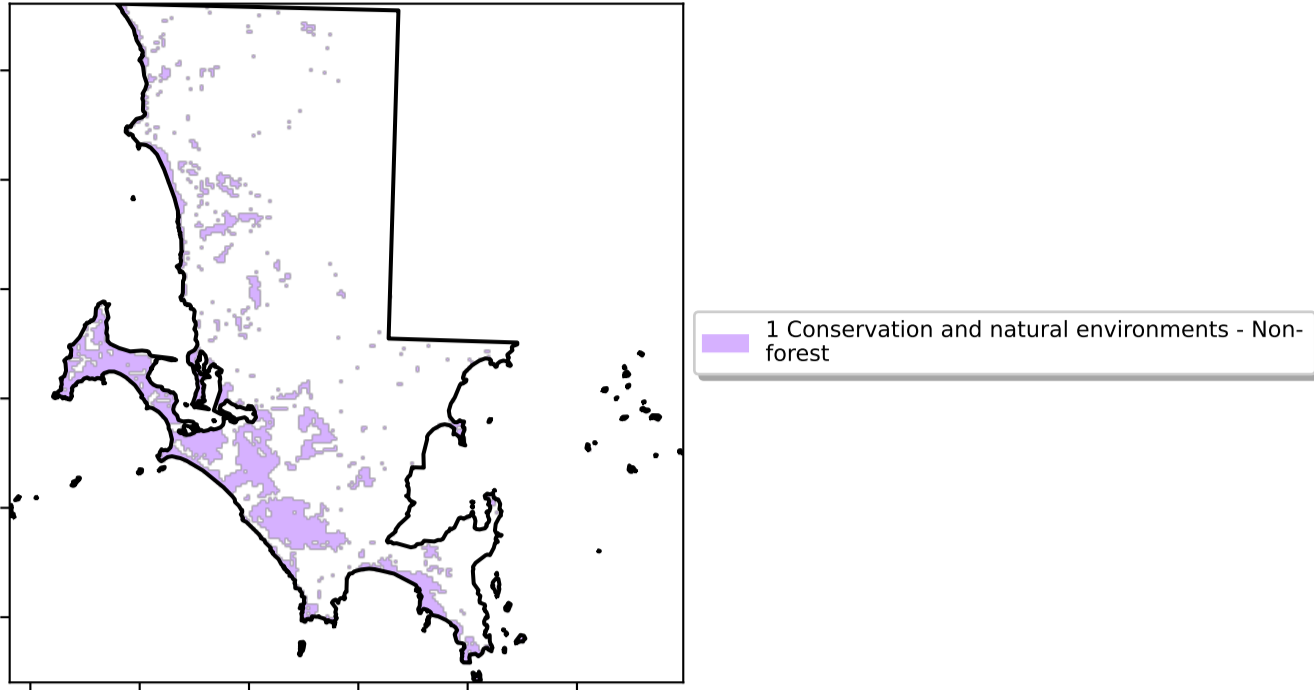 1 Conservation and natural environments - Non-
forest